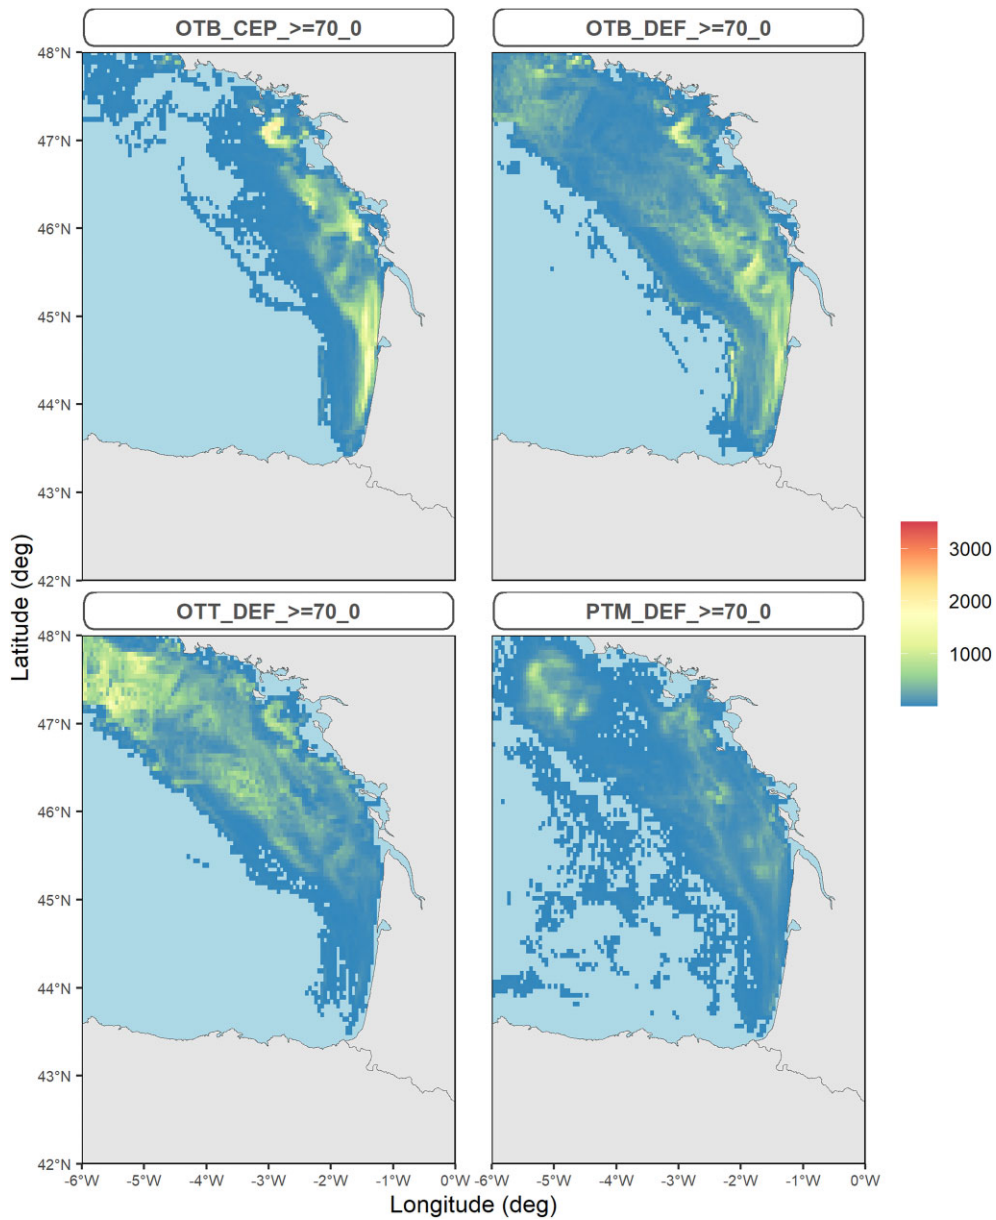 OTB_CEP_>=70_0
OTB_DEF_>=70_0
48°N
47°N
46°N
45°N
44°N
43°N
42°N
OTT_DEF_>=70_0
PTM_DEF_>=70_0
48°N
47°N
46°N
45°N
44°N
43°N
42°N
-6°W
-5°W
-4°W
-3°W
-2°W
-1°W
0°W
-6°W
-5°W
-4°W
-3°W
-2°W
-1°W
0°W
Latitude (deg)
Longitude (deg)
3000
2000
1000